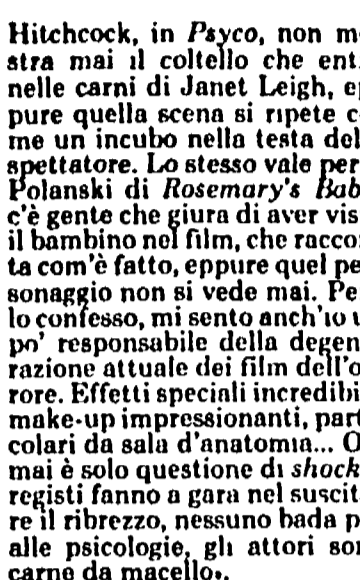 Hitchcock, in Psyco, non m
stra mai il coltello che ent
nelle carni di Janet Leigh, e
pure quella scena si ripete c
me un incubo nella testa del
spettatore. Lo stesso vale per
Polanski di Rosemary's Bab
c'è gente che giura di aver vis
il bambino nel film, che racco
ta com'è fatto, eppure quel pe
sonaggio non si vede mai. Pe
lo confesso, mi sento anch'io u
po' responsabile della degen
razione attuale dei film dell'o
rore. Effetti speciali incredibi
make-up impressionanti, part
colari da sala d'anatomia... O
mai è solo questione di shock
registi fanno a gara nel suscit
re il ribrezzo, nessuno bada p
alle psicologie, gli attori son
carne da macello».